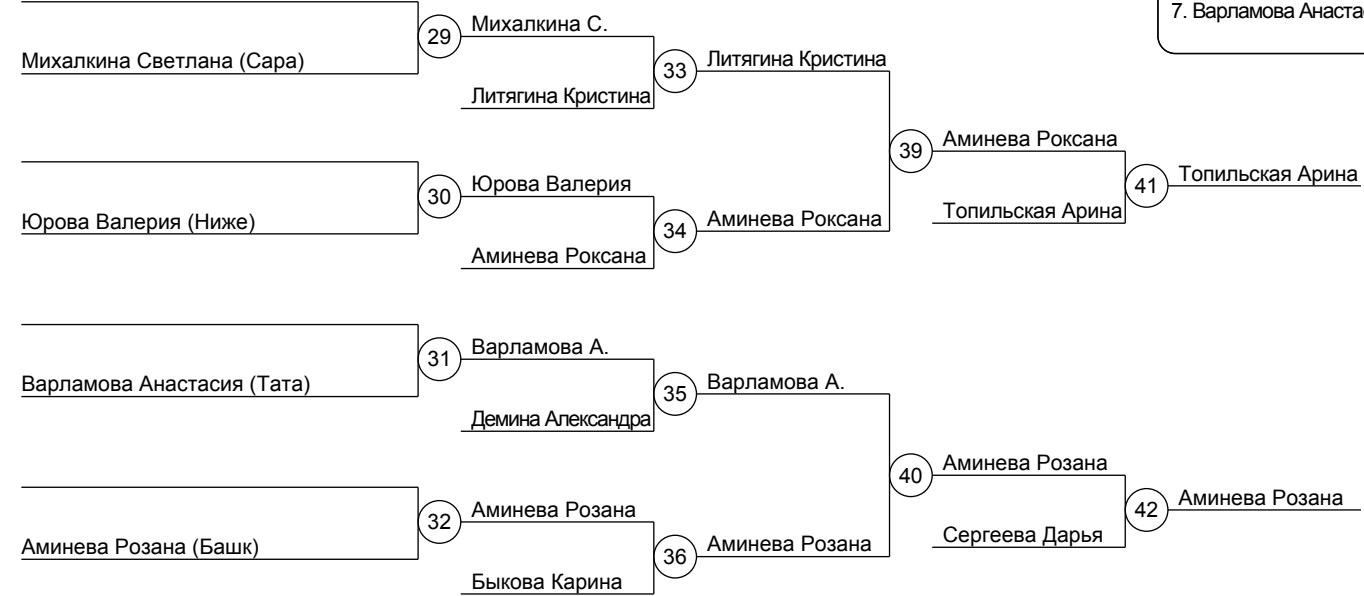 7. Варламова
Михалкина С.
29
Михалкина Светлана (Сара)
Литягина Кристина
33
Литягина Кристина
Аминева Роксана
39
Юрова Валерия
30
Топильская Арина
41
Топильская Арина
Юрова Валерия (Ниже)
Аминева Роксана
34
Аминева Роксана
Варламова А.
31
Варламова Анастасия (Тата)
Варламова А.
35
Демина Александра
Аминева Розана
40
Аминева Розана
42
Аминева Розана
32
Сергеева Дарья
Аминева Розана (Башк)
Аминева Розана
36
Быкова Карина